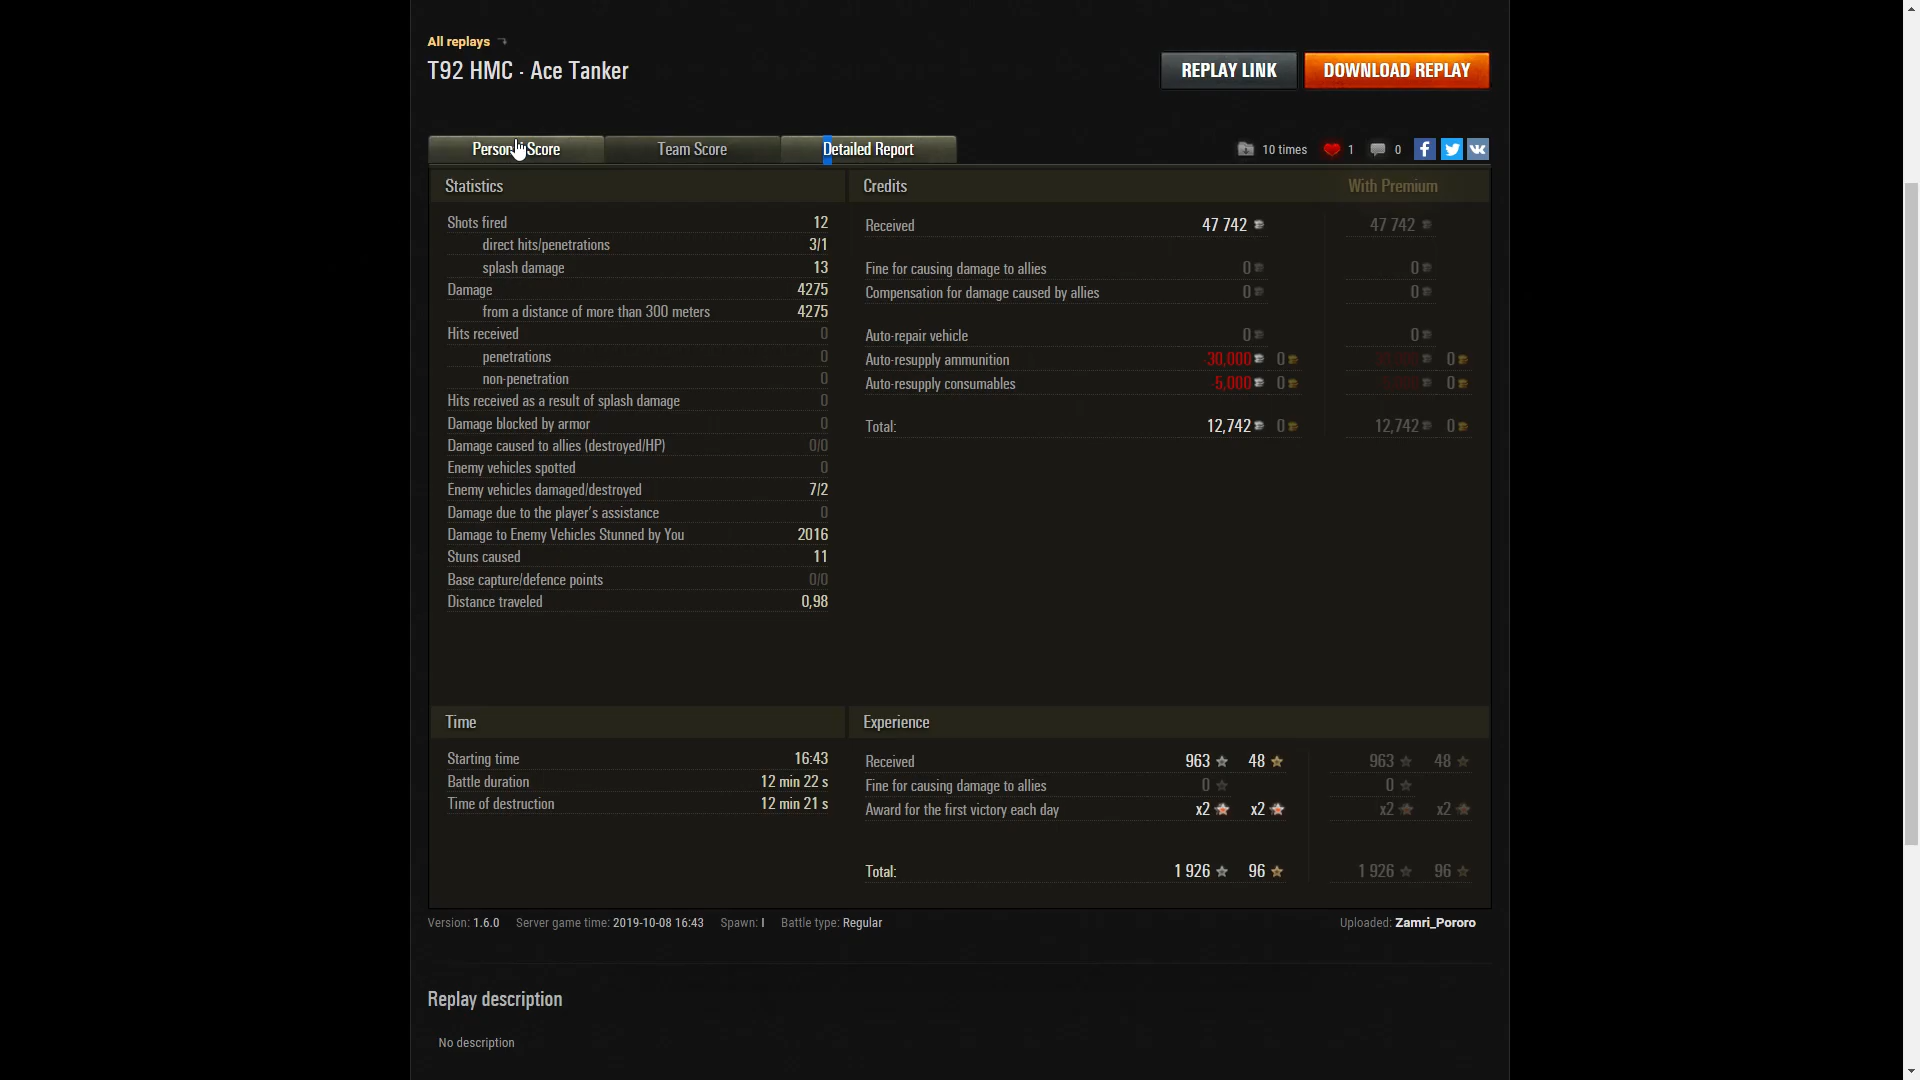 All replays
T92 HMC - Ace Tanker
REPLAY LINK
DOWNLOAD REPLAY
Score
Team Score
Detailed Report
10 times
1
0
Statistics
Shots fired 12
direct hits/penetrations 3/1
splash damage 13
Damage 4275
from a distance of more than 300 meters 4275
Hits received 0
penetrations 0
non-penetration 0
Hits received as a result of splash damage 0
Damage blocked by armor 0
Damage caused to allies (destroyed/HP) 0/0
Enemy vehicles spotted 0
Enemy vehicles damaged/destroyed 7/2
Damage due to the player's assistance 0
Damage to Enemy Vehicles Stunned by You 2016
Stuns caused 11
Base capture/defence points 0/0
Distance traveled 0,98
Credits With Premium
Received 47 742 47 742
Fine for causing damage to allies 0 0
Compensation for damage caused by allies 0 0
Auto-repair vehicle 0 0
Auto-resupply ammunition -30,000 0 0
Auto-resupply consumables -5,000 0 0
Total: 12,742 0 12,742 0
Time
Starting time 16:43
Battle duration 12 min 22 s
Time of destruction 12 min 21 s
Experience
Received 963 48 963 48
Fine for causing damage to allies 0 0
Award for the first victory each day x2 x2 x2 x2
Total: 1 926 96 1 926 96
Version: 1.6.0 Server game time: 2019-10-08 16:43 Spawn: I Battle type: Regular
Uploaded: Zamri_Pororo
Replay description
No description